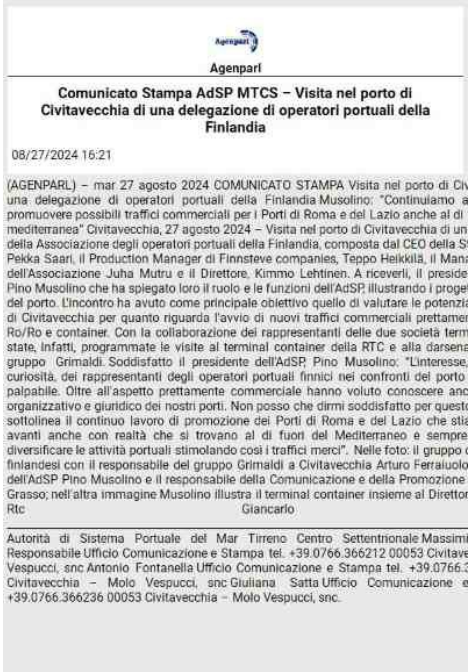 Agenparl
Agenparl
Comunicato Stampa AdSP MTCS – Visita nel porto di
Civitavecchia di una delegazione di operatori portuali della
Finlandia
08/27/2024 16:21
(AGENPARL) – mar 27 agosto 2024 COMUNICATO STAMPA Visita nel porto di Civ
una delegazione di operatori portuali della Finlandia Musolino: "Continuiamo a
promuovere possibili traffici commerciali per i Porti di Roma e del Lazio anche al di
mediterranea" Civitavecchia, 27 agosto 2024 – Visita nel porto di Civitavecchia di un
della Associazione degli operatori portuali della Finlandia, composta dal CEO della S
Pekka Saari, il Production Manager di Finnsteve companies, Teppo Heikkilä, il Mana
dell'Associazione Juha Mutru e il Direttore, Kimmo Lehtinen. A riceverli, il preside
Pino Musolino che ha spiegato loro il ruolo e le funzioni dell'AdSP, illustrando i proget
del porto. L'incontro ha avuto come principale obiettivo quello di valutare le potenzia
di Civitavecchia per quanto riguarda l'avvio di nuovi traffici commerciali prettamen
Ro/Ro e container. Con la collaborazione dei rappresentanti delle due società term
state, infatti, programmate le visite al terminal container della RTC e alla darsena
gruppo Grimaldi. Soddisfatto il presidente dell'AdSP, Pino Musolino: "L'interesse,
curiosità, dei rappresentanti degli operatori portuali finnici nei confronti del porto
palpabile. Oltre all'aspetto prettamente commerciale hanno voluto conoscere anc
organizzativo e giuridico dei nostri porti. Non posso che dirmi soddisfatto per questo
sottolinea il continuo lavoro di promozione dei Porti di Roma e del Lazio che stia
avanti anche con realtà che si trovano al di fuori del Mediterraneo e sempre
diversificare le attività portuali stimolando così i traffici merci". Nelle foto: il gruppo d
finlandesi con il responsabile del gruppo Grimaldi a Civitavecchia Arturo Ferraiuolo
dell'AdSP Pino Musolino e il responsabile della Comunicazione e della Promozione
Grasso; nell'altra immagine Musolino illustra il terminal container insieme al Direttor
Rtc Giancarlo
Autorità di Sistema Portuale del Mar Tirreno Centro Settentrionale Massimi
Responsabile Ufficio Comunicazione e Stampa tel. +39.0766.366212 00053 Civitave
Vespucci, snc Antonio Fontanella Ufficio Comunicazione e Stampa tel. +39.0766.3
Civitavecchia – Molo Vespucci, snc Giuliana Satta Ufficio Comunicazione e
+39.0766.366236 00053 Civitavecchia – Molo Vespucci, snc.